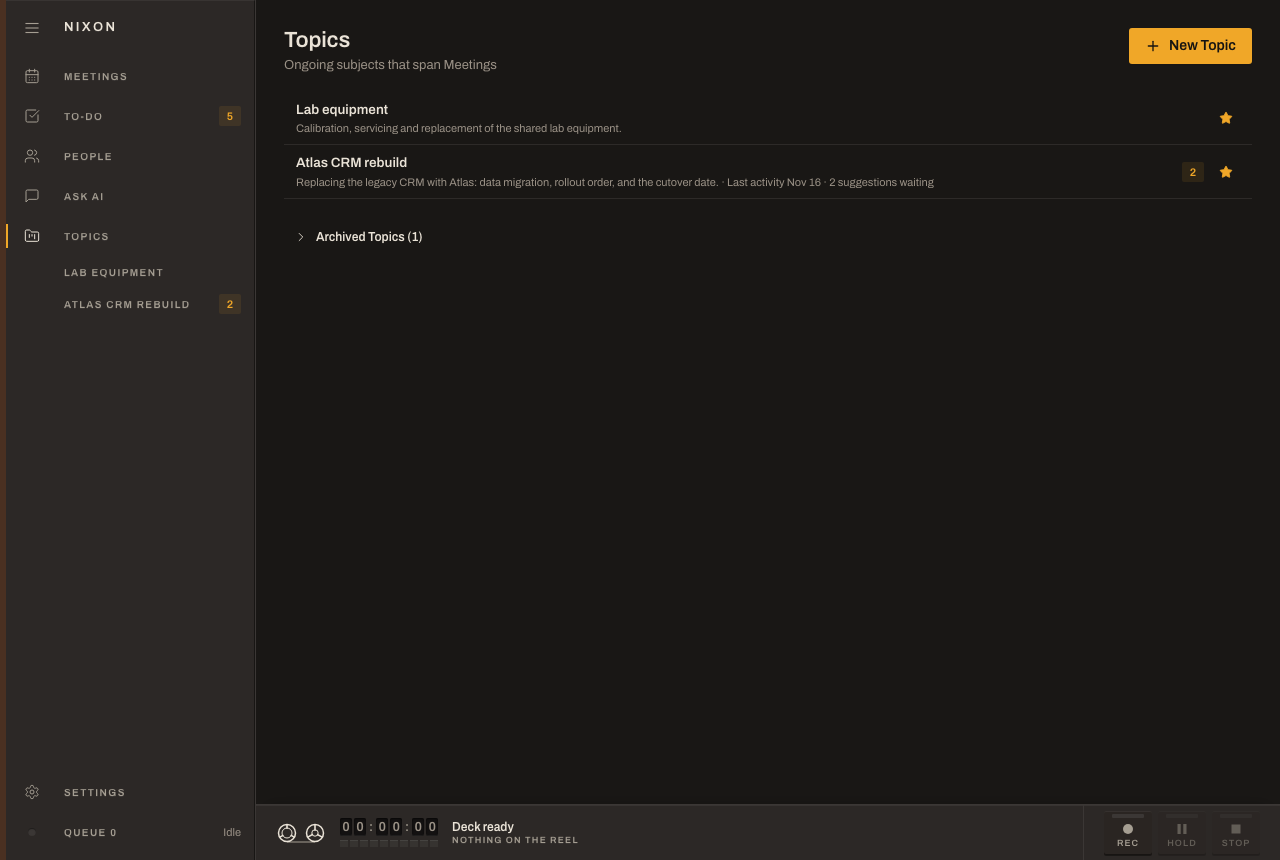 NIXON
MEETINGS
TO-DO
5
PEOPLE
ASK AI
TOPICS
LAB EQUIPMENT
ATLAS CRM REBUILD
2
SETTINGS
QUEUE 0
Idle
Topics
Ongoing subjects that span Meetings
New Topic
Lab equipment
Calibration, servicing and replacement of the shared lab equipment.
Atlas CRM rebuild
Replacing the legacy CRM with Atlas: data migration, rollout order, and the cutover date. · Last activity Nov 16 · 2 suggestions waiting
2
Archived Topics (1)
00:00:00
Deck ready
NOTHING ON THE REEL
REC
HOLD
STOP